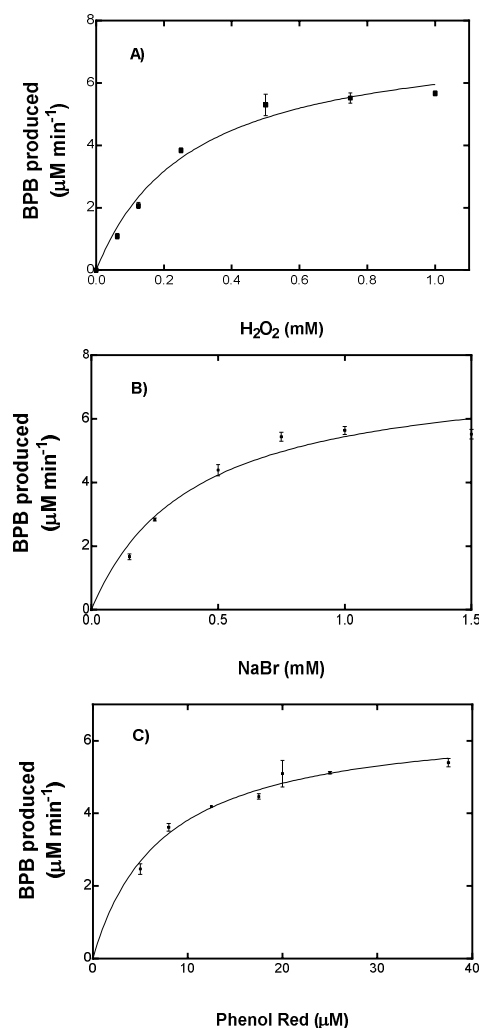 A)
BPB produced
(μM min⁻¹)
8
6
4
2
0
0.0 0.2 0.4 0.6 0.8 1.0
H₂O₂ (mM)
B)
BPB produced
(μM min⁻¹)
8
6
4
2
0
0.0 0.5 1.0 1.5
NaBr (mM)
C)
BPB produced
(μM min⁻¹)
6
4
2
0
0 10 20 30 40
Phenol Red (μM)